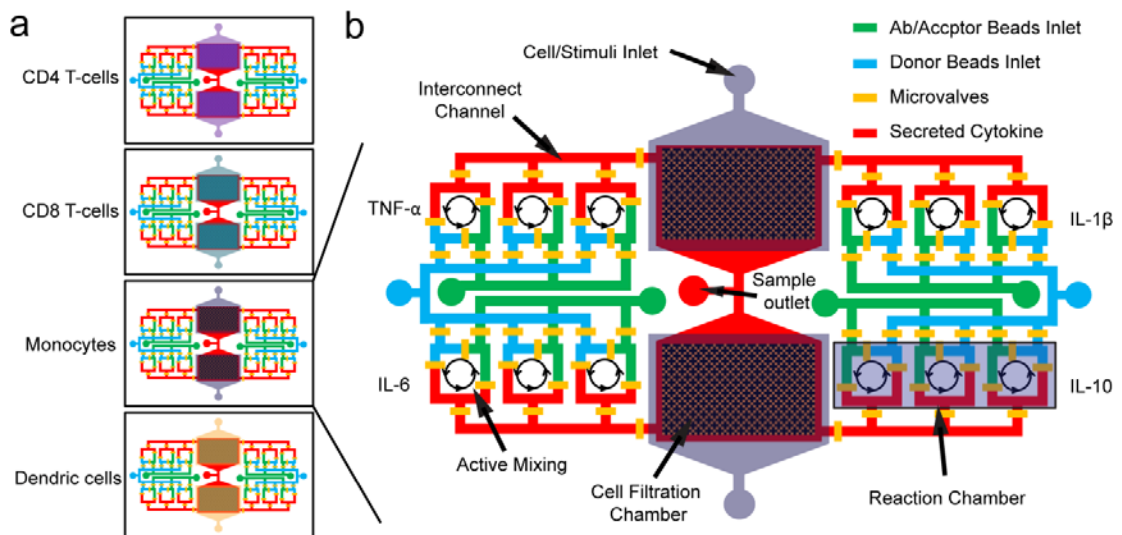 a
CD4 T-cells
CD8 T-cells
Monocytes
Dendric cells
b
Cell/Stimuli Inlet
Interconnect
Channel
Ab/Accptor Beads Inlet
Donor Beads Inlet
Microvalves
Secreted Cytokine
TNF-α
IL-1β
Sample
outlet
IL-6
IL-10
Active Mixing
Cell Filtration
Chamber
Reaction Chamber